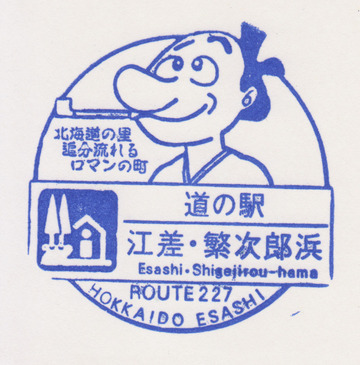 北海道の里
追分流れる
ロマンの町
道の駅
江差・繁次郎浜
Esashi・Shigejirou-hama
ROUTE 227
HOKKAIDO ESASHI